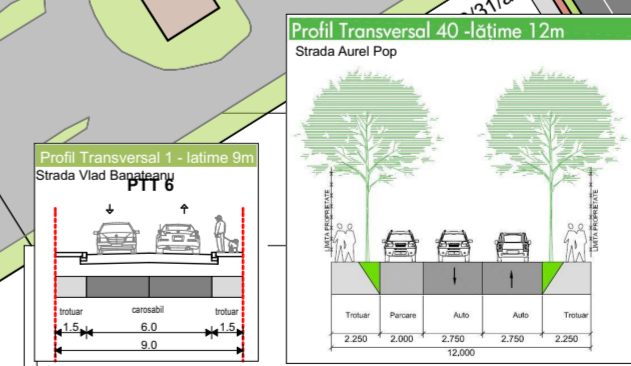 /31/a
Profil Transversal 40 -lățime 12m
Strada Aurel Pop
LIMITA PROPRIETATE
LIMITA PROPRIETATE
Trotuar Parcare Auto Auto Trotuar
2.250 2.000 2.750 2.750 2.250
12,000
Profil Transversal 1 - latime 9m
Strada Vlad Banateanu
PTT 6
trotuar carosabil trotuar
1.5 6.0 1.5
9.0